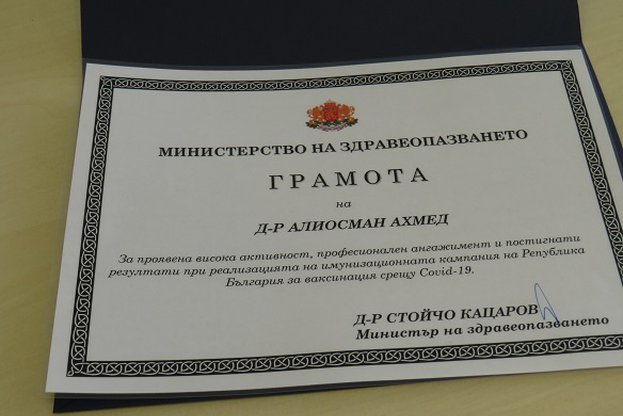 МИНИСТЕРСТВО НА ЗДРАВЕОПАЗВАНЕТО
ГРАМОТА
на
Д-Р АЛИОСМАН АХМЕД
За проявена висока активност, професионален ангажимент и постигнати
резултати при реализацията на имунизационната кампания на Република
България за ваксинация срещу Covid-19.
Д-Р СТОЙЧО КАЦАРОВ
Министър на здравеопазването